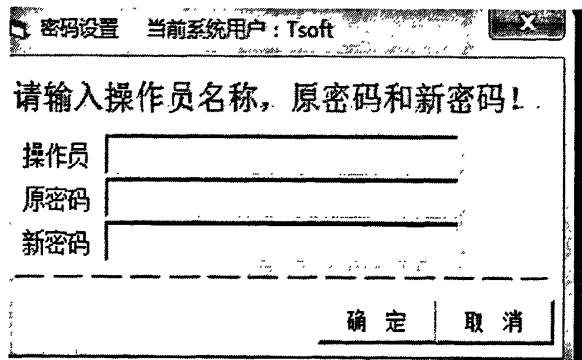 密码设置 当前系统用户：Tsoft
请输入操作员名称，原密码和新密码！
操作员
原密码
新密码
确 定 取 消